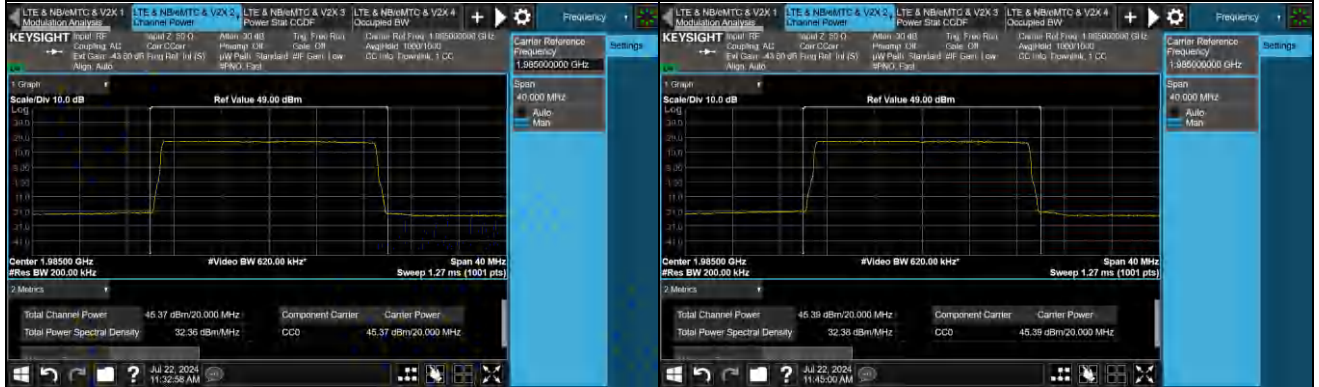 LTE & NB/eMTC & V2X 1
Modulation Analysis
LTE & NB/eMTC & V2X 2
Channel Power
LTE & NB/eMTC & V2X 3
Power Stat CCDF
LTE & NB/eMTC & V2X 4
Occupied BW
Frequency
KEYSIGHT
Input: RF
Coupling: AC
Align: Auto
Input Z: 50 Ω
Corr CCorr
Freq Ref: Int (S)
Atten: 30 dB
Preamp: Off
µW Path: Standard
#PNO: Fast
Trig: Free Run
Gate: Off
#IF Gain: Low
Carrier Ref Freq: 1.985000000 GHz
Avg|Hold: 1000/1000
CC Info: Downlink, 1 CC
Carrier Reference
Frequency
1.985000000 GHz
Settings
Span
40.000 MHz
Auto
Man
1 Graph
Scale/Div 10.0 dB
Ref Value 49.00 dBm
Log
Center 1.98500 GHz
#Video BW 620.00 kHz*
Span 40 MHz
#Res BW 200.00 kHz
Sweep 1.27 ms (1001 pts)
2 Metrics
Total Channel Power
45.37 dBm/20.000 MHz
Component Carrier
Carrier Power
Total Power Spectral Density
32.36 dBm/MHz
CC0
45.37 dBm/20.000 MHz
Jul 22, 2024
11:32:58 AM
LTE & NB/eMTC & V2X 1
Modulation Analysis
LTE & NB/eMTC & V2X 2
Channel Power
LTE & NB/eMTC & V2X 3
Power Stat CCDF
LTE & NB/eMTC & V2X 4
Occupied BW
Frequency
KEYSIGHT
Input: RF
Coupling: AC
Align: Auto
Input Z: 50 Ω
Corr CCorr
Freq Ref: Int (S)
Atten: 30 dB
Preamp: Off
µW Path: Standard
#PNO: Fast
Trig: Free Run
Gate: Off
#IF Gain: Low
Carrier Ref Freq: 1.985000000 GHz
Avg|Hold: 1000/1000
CC Info: Downlink, 1 CC
Carrier Reference
Frequency
1.985000000 GHz
Settings
Span
40.000 MHz
Auto
Man
1 Graph
Scale/Div 10.0 dB
Ref Value 49.00 dBm
Log
Center 1.98500 GHz
#Video BW 620.00 kHz*
Span 40 MHz
#Res BW 200.00 kHz
Sweep 1.27 ms (1001 pts)
2 Metrics
Total Channel Power
45.39 dBm/20.000 MHz
Component Carrier
Carrier Power
Total Power Spectral Density
32.38 dBm/MHz
CC0
45.39 dBm/20.000 MHz
Jul 22, 2024
11:45:00 AM